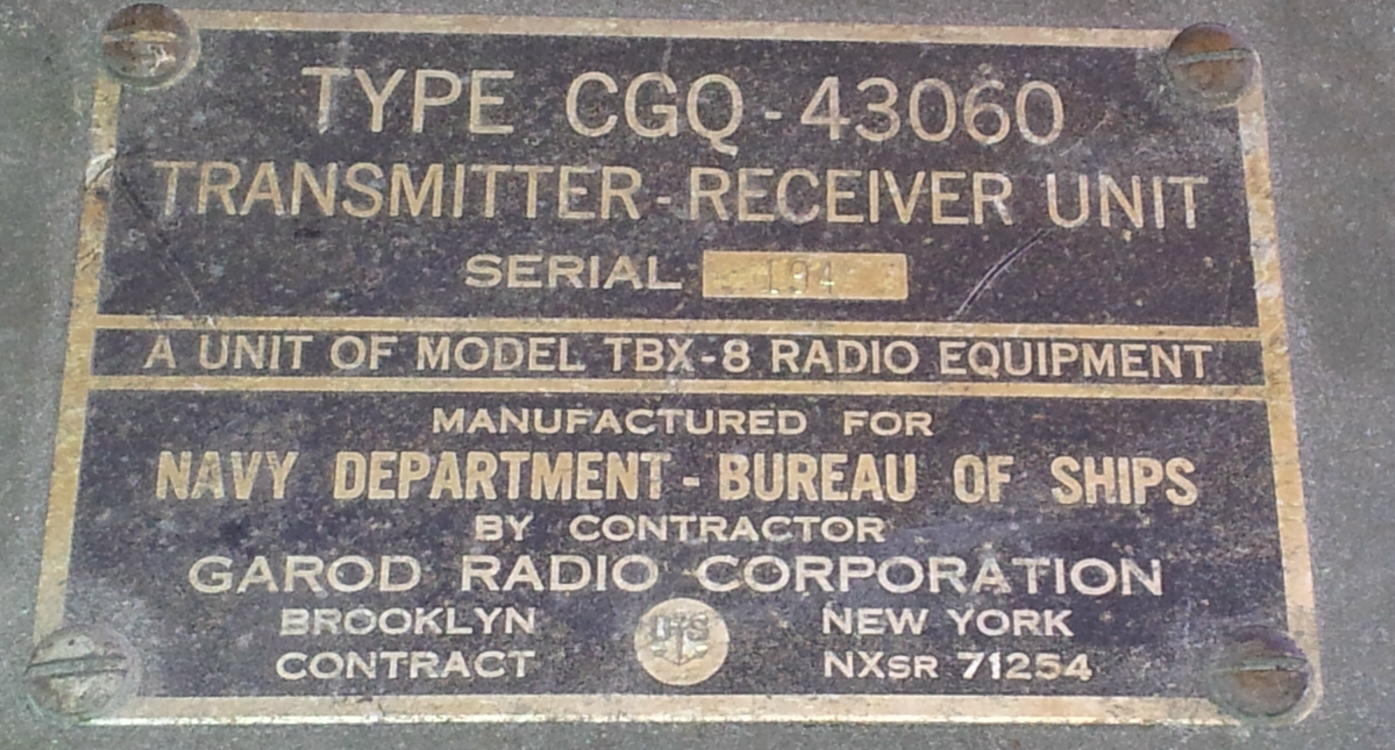 TYPE CGQ-43060
TRANSMITTER-RECEIVER UNIT
SERIAL 194
A UNIT OF MODEL TBX-8 RADIO EQUIPMENT
MANUFACTURED FOR
NAVY DEPARTMENT-BUREAU OF SHIPS
BY CONTRACTOR
GAROD RADIO CORPORATION
BROOKLYN NEW YORK
US
CONTRACT NXSR 71254